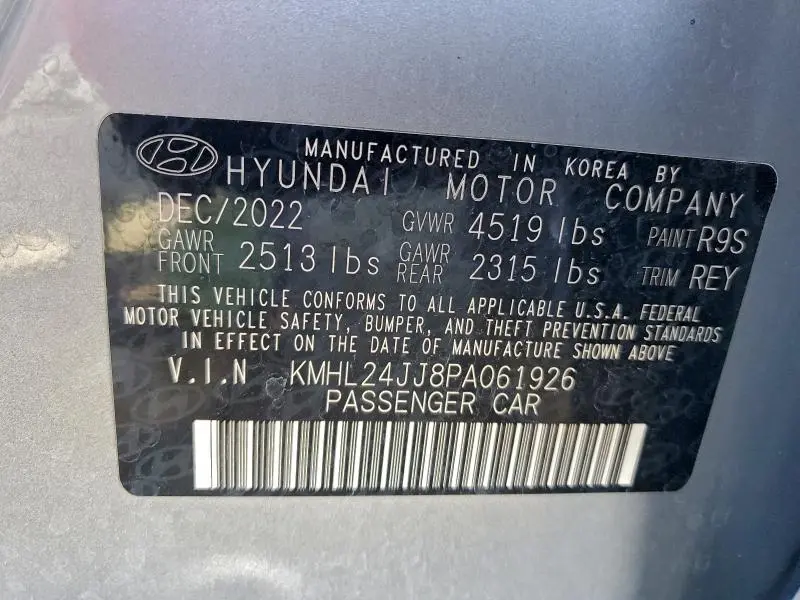 MANUFACTURED IN KOREA BY
HYUNDAI MOTOR COMPANY
DEC/2022 GVWR 4519 lbs PAINT R9S
GAWR FRONT 2513 lbs GAWR REAR 2315 lbs TRIM REY
THIS VEHICLE CONFORMS TO ALL APPLICABLE U.S.A. FEDERAL
MOTOR VEHICLE SAFETY, BUMPER, AND THEFT PREVENTION STANDARDS
IN EFFECT ON THE DATE OF MANUFACTURE SHOWN ABOVE
V.I.N KMHL24JJ8PA061926
PASSENGER CAR